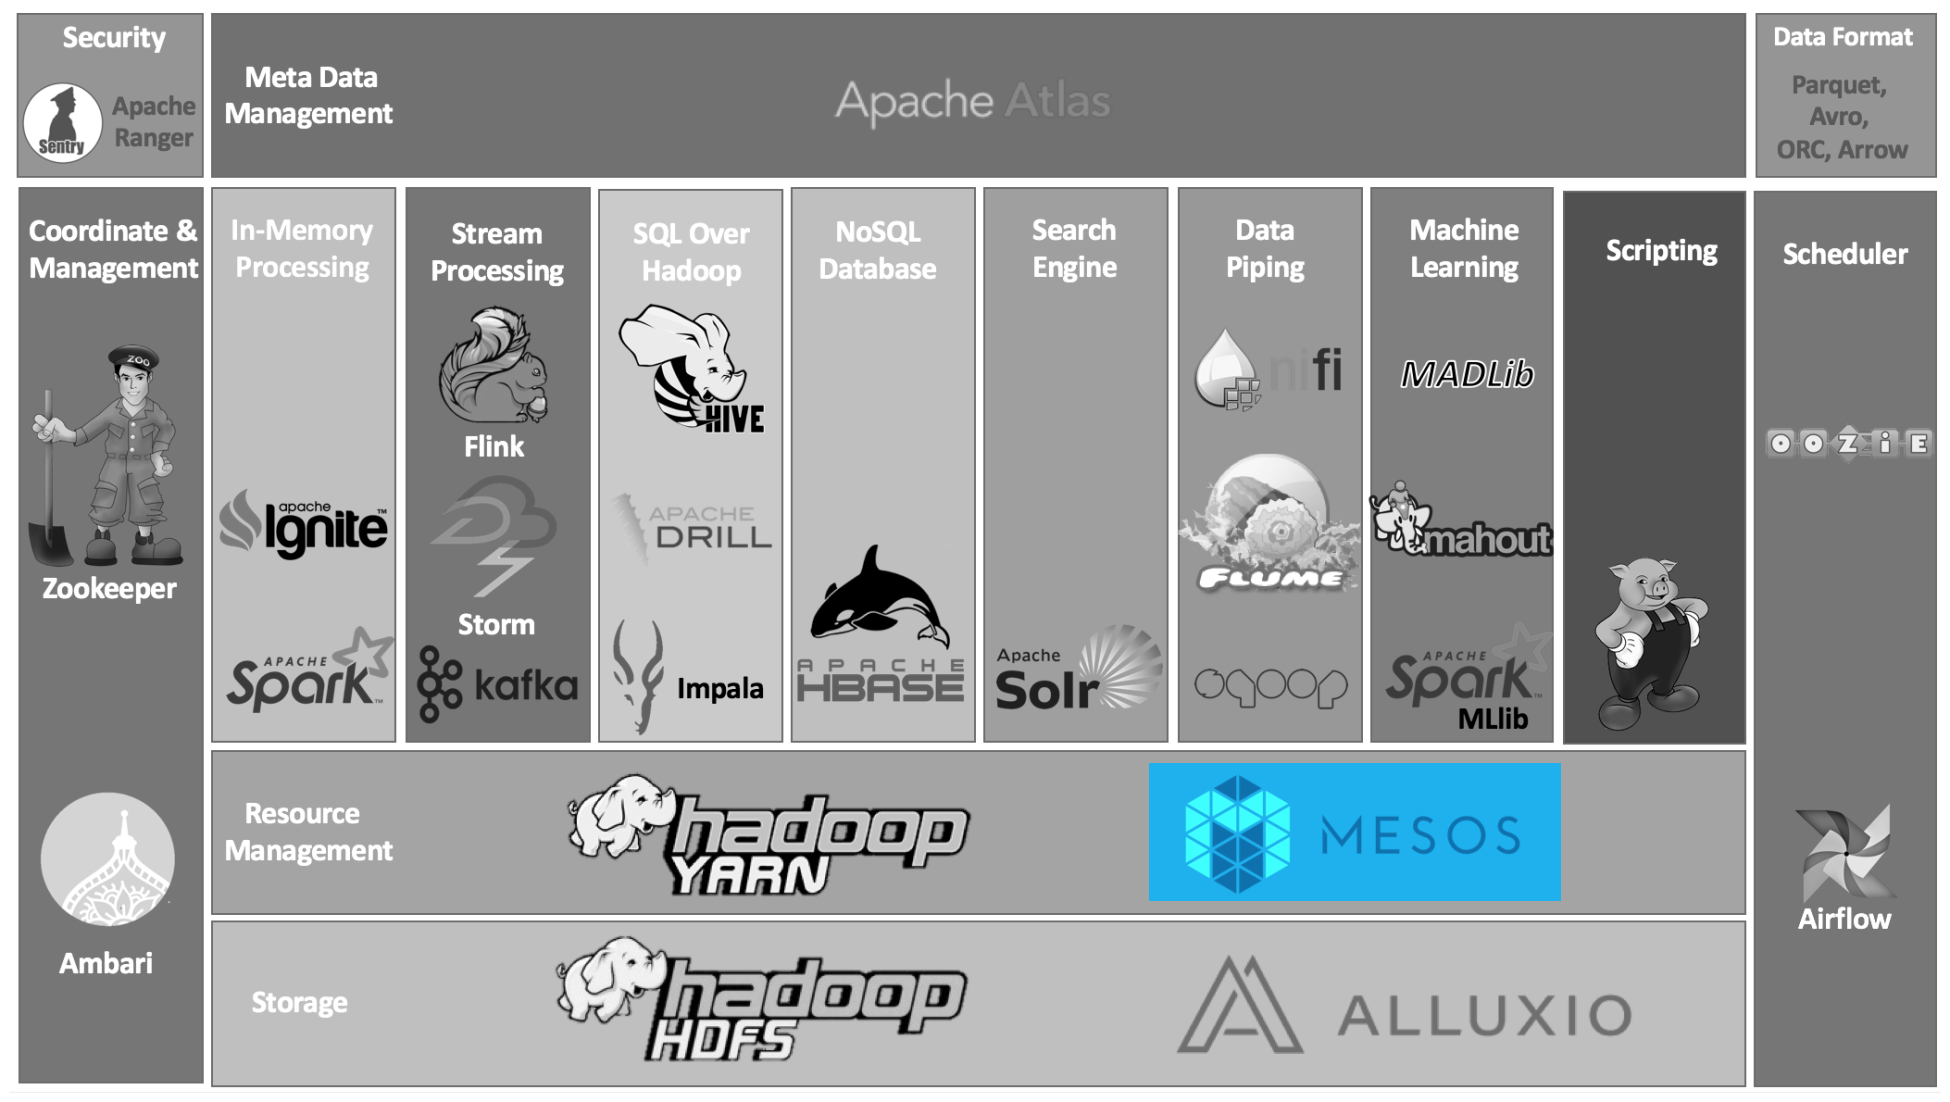 Security
Sentry
Apache
Ranger
Meta Data
Management
Apache Atlas
Data Format
Parquet,
Avro,
ORC, Arrow
Coordinate &
Management
ZOO
Zookeeper
Ambari
In-Memory
Processing
apache
Ignite™
APACHE
Spark™
Stream
Processing
Flink
Storm
kafka
SQL Over
Hadoop
HIVE
APACHE
DRILL
Impala
NoSQL
Database
APACHE
HBASE
Search
Engine
Apache
Solr
Data
Piping
nifi
FLUME
sqoop
Machine
Learning
MADLib
mahout
APACHE
Spark™
MLlib
Scripting
Scheduler
OOZiE
Airflow
Resource
Management
hadoop
YARN
MESOS
Storage
hadoop
HDFS
ALLUXIO